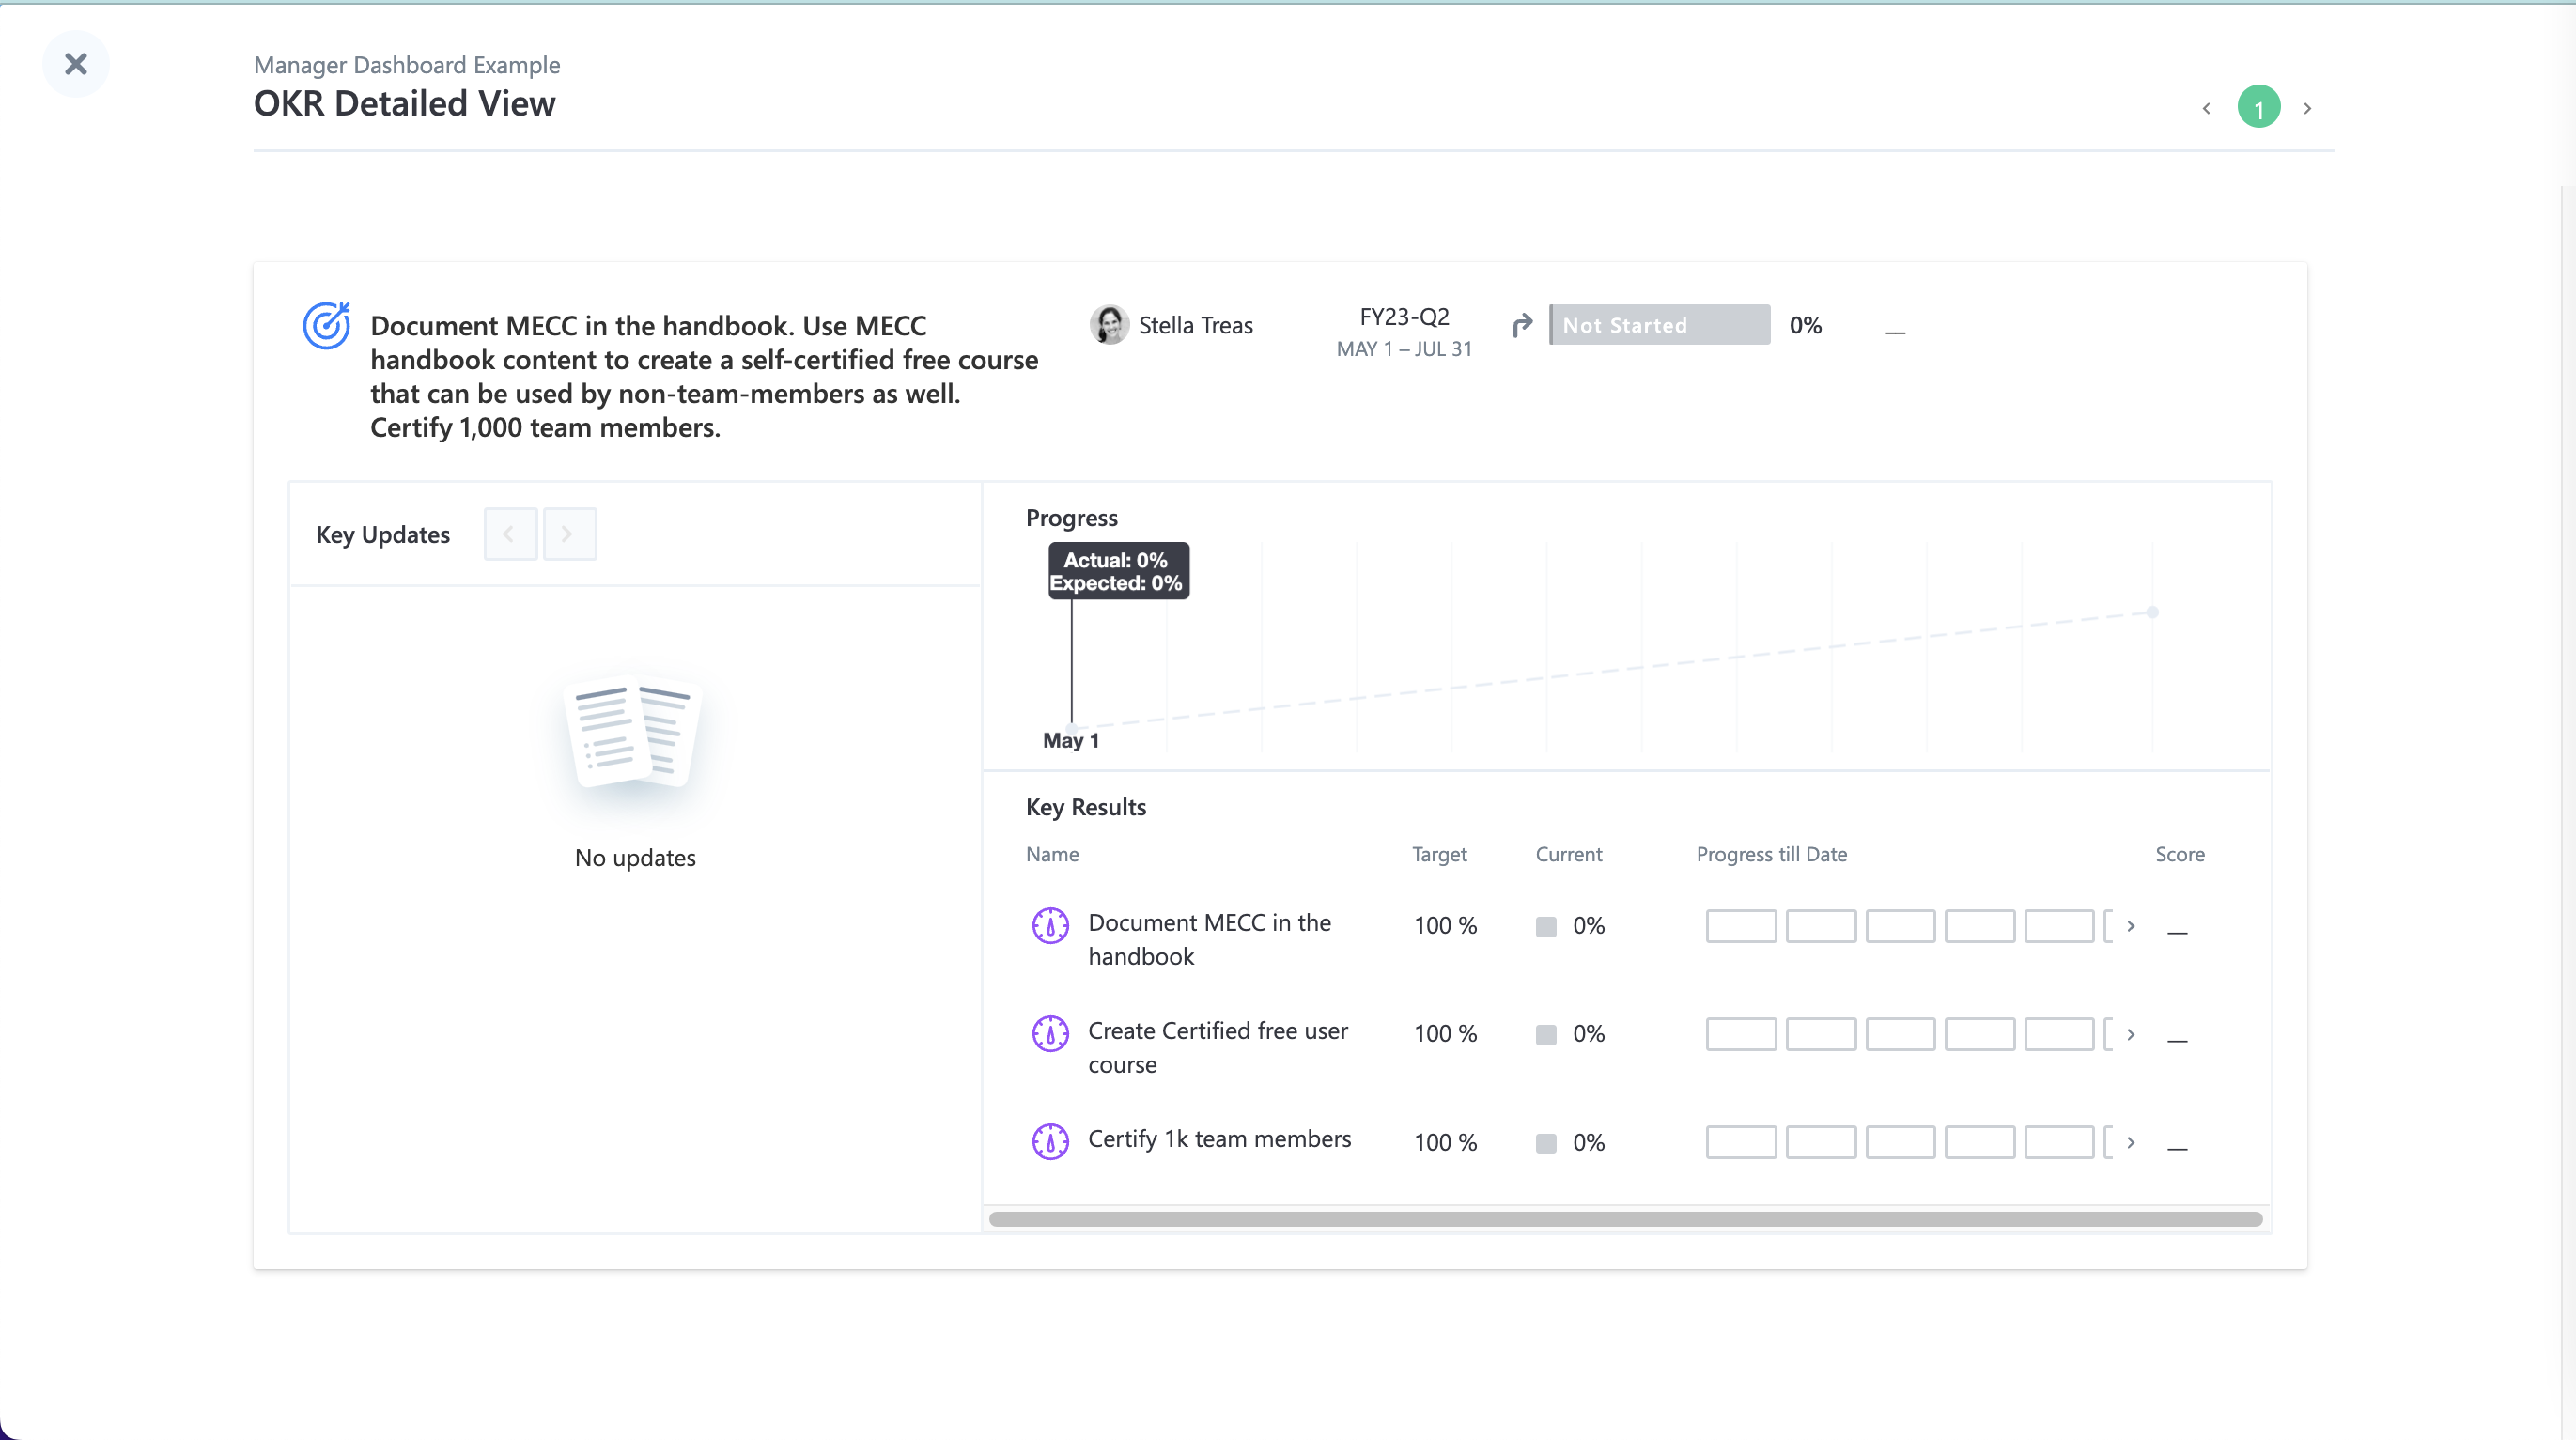 Manager Dashboard Example
OKR Detailed View
1
Document MECC in the handbook. Use MECC
handbook content to create a self-certified free course
that can be used by non-team-members as well.
Certify 1,000 team members.
Stella Treas
FY23-Q2
MAY 1 – JUL 31
Not Started
0%
—
Key Updates
No updates
Progress
Actual: 0%
Expected: 0%
May 1
Key Results
Name Target Current Progress till Date Score
Document MECC in the
handbook
100 % 0% —
Create Certified free user
course
100 % 0% —
Certify 1k team members 100 % 0% —